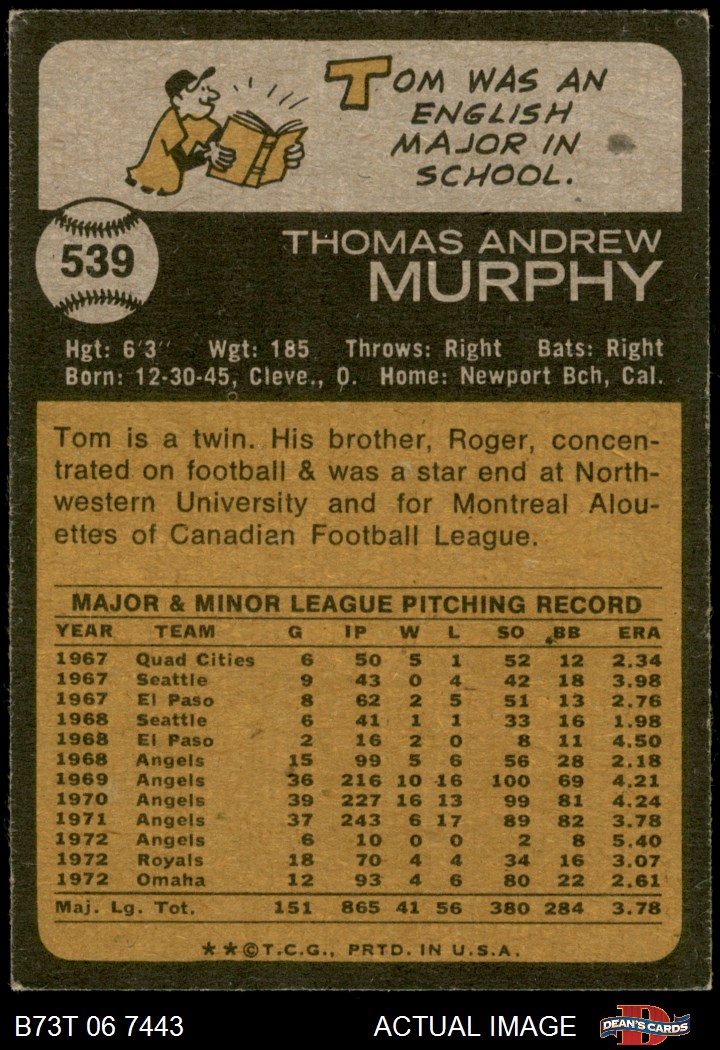 TOM WAS AN
ENGLISH
MAJOR IN
SCHOOL.
539
THOMAS ANDREW
MURPHY
Hgt: 6'3" Wgt: 185 Throws: Right Bats: Right
Born: 12-30-45, Cleve., O. Home: Newport Bch, Cal.
Tom is a twin. His brother, Roger, concen-
trated on football & was a star end at North-
western University and for Montreal Alou-
ettes of Canadian Football League.
MAJOR & MINOR LEAGUE PITCHING RECORD
YEAR TEAM G IP W L SO BB ERA
1967 Quad Cities 6 50 5 1 52 12 2.34
1967 Seattle 9 43 0 4 42 18 3.98
1967 El Paso 8 62 2 5 51 13 2.76
1968 Seattle 6 41 1 1 33 16 1.98
1968 El Paso 2 16 2 0 8 11 4.50
1968 Angels 15 99 5 6 56 28 2.18
1969 Angels 36 216 10 16 100 69 4.21
1970 Angels 39 227 16 13 99 81 4.24
1971 Angels 37 243 6 17 89 82 3.78
1972 Angels 6 10 0 0 2 8 5.40
1972 Royals 18 70 4 4 34 16 3.07
1972 Omaha 12 93 4 6 80 22 2.61
Maj. Lg. Tot. 151 865 41 56 380 284 3.78
**©T.C.G., PRTD. IN U.S.A.
B73T 06 7443 ACTUAL IMAGE DEAN'S CARDS